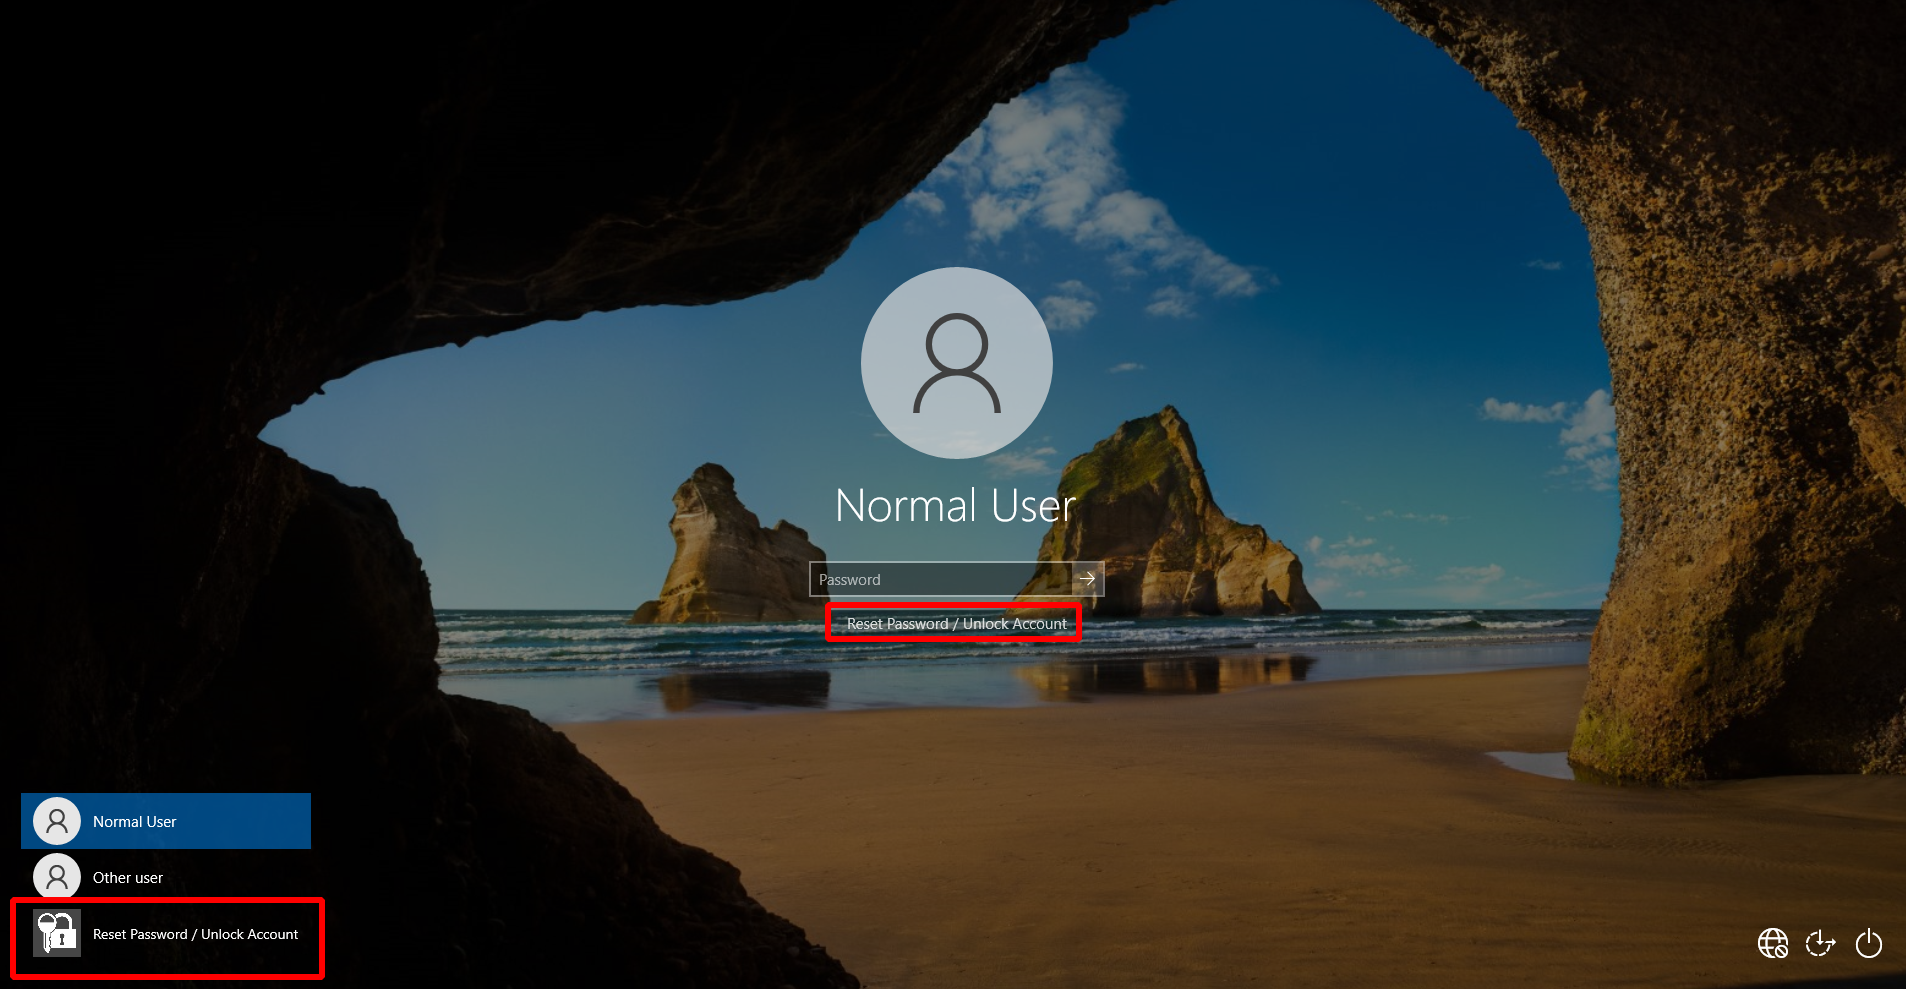 Normal User
Password
Reset Password / Unlock Account
Normal User
Other user
Reset Password / Unlock Account